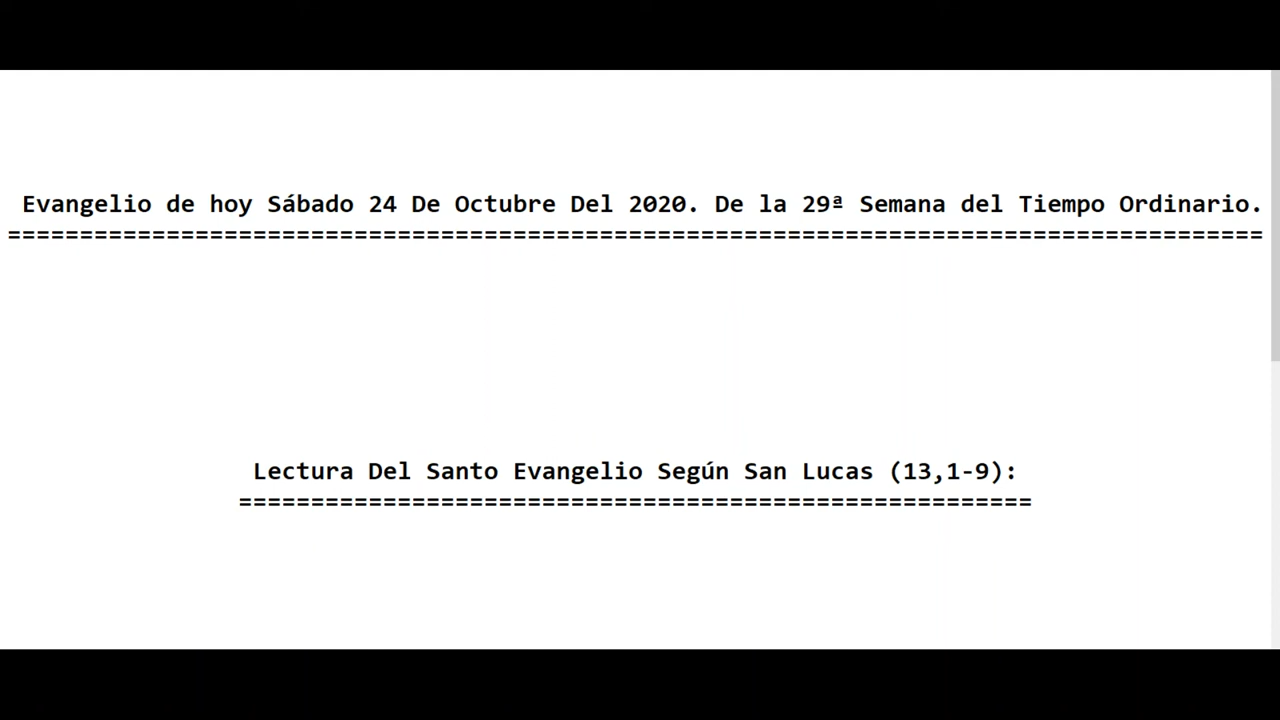 Evangelio de hoy Sábado 24 De Octubre Del 2020. De la 29ª Semana del Tiempo Ordinario.
=======================================================================================
Lectura Del Santo Evangelio Según San Lucas (13,1-9):
=======================================================